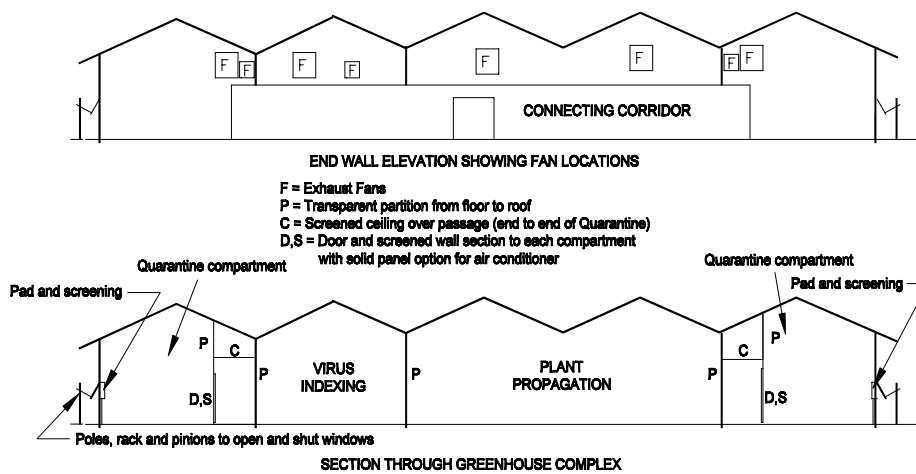 F
F
F
F
F
F
F
F
CONNECTING CORRIDOR
END WALL ELEVATION SHOWING FAN LOCATIONS
F = Exhaust Fans
P = Transparent partition from floor to roof
C = Screened ceiling over passage (end to end of Quarantine)
D,S = Door and screened wall section to each compartment
with solid panel option for air conditioner
Quarantine compartment
Quarantine compartment
Pad and screening
Pad and screening
P
C
P
VIRUS
INDEXING
P
PLANT
PROPAGATION
P
C
P
D,S
D,S
Poles, rack and pinions to open and shut windows
SECTION THROUGH GREENHOUSE COMPLEX